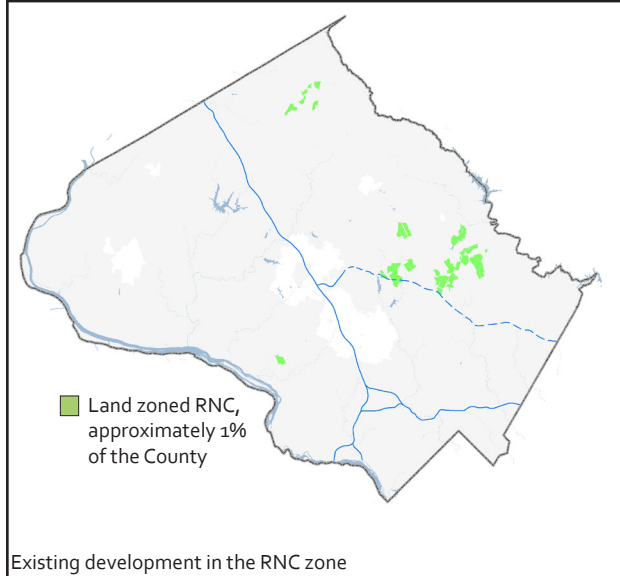 Land zoned RNC,
approximately 1%
of the County
Existing development in the RNC zone